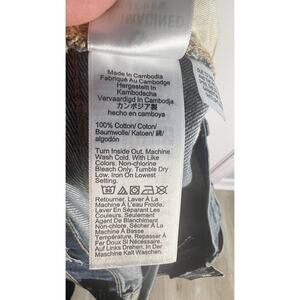 IMAGINED
Made In Cambodia
Fabriqué Au Cambodge
Hergestellt In
Kambodscha
Vervaardigd In Cambodja
カンボジア製
hecho en camboya
100% Cotton/ Coton/
Baumwolle/ Katoen/ 綿/
algodón
Turn Inside Out. Machine
Wash Cold. With Like
Colors. Non-chlorine
Bleach Only. Tumble Dry
Low. Iron On Lowest
Setting.
Retourner. Laver À La
Machine À L'eau Froide.
Laver En Séparant Les
Couleurs. Seulement
Agent De Blanchiment
Non-chlore. Sécher À La
Machine À Basse
Température. Repasser À
Fer Doux Si Nécessaire
Auf Links Drehen. In Der
Maschine Kalt Waschen.